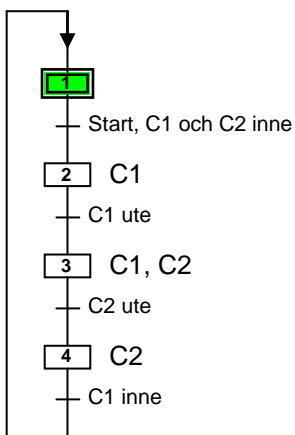 1
Start, C1 och C2 inne
2 C1
C1 ute
3 C1, C2
C2 ute
4 C2
C1 inne